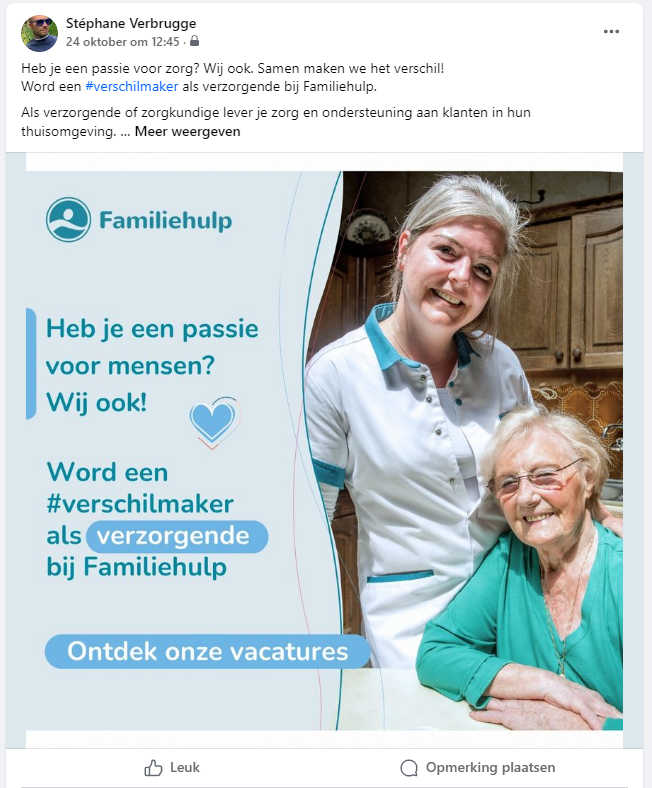 Stéphane Verbrugge
24 oktober om 12:45 ·
Heb je een passie voor zorg? Wij ook. Samen maken we het verschil!
Word een #verschilmaker als verzorgende bij Familiehulp.
Als verzorgende of zorgkundige lever je zorg en ondersteuning aan klanten in hun
thuisomgeving. ... Meer weergeven
Familiehulp
Heb je een passie
voor mensen?
Wij ook!
Word een
#verschilmaker
als verzorgende
bij Familiehulp
Ontdek onze vacatures
Leuk
Opmerking plaatsen